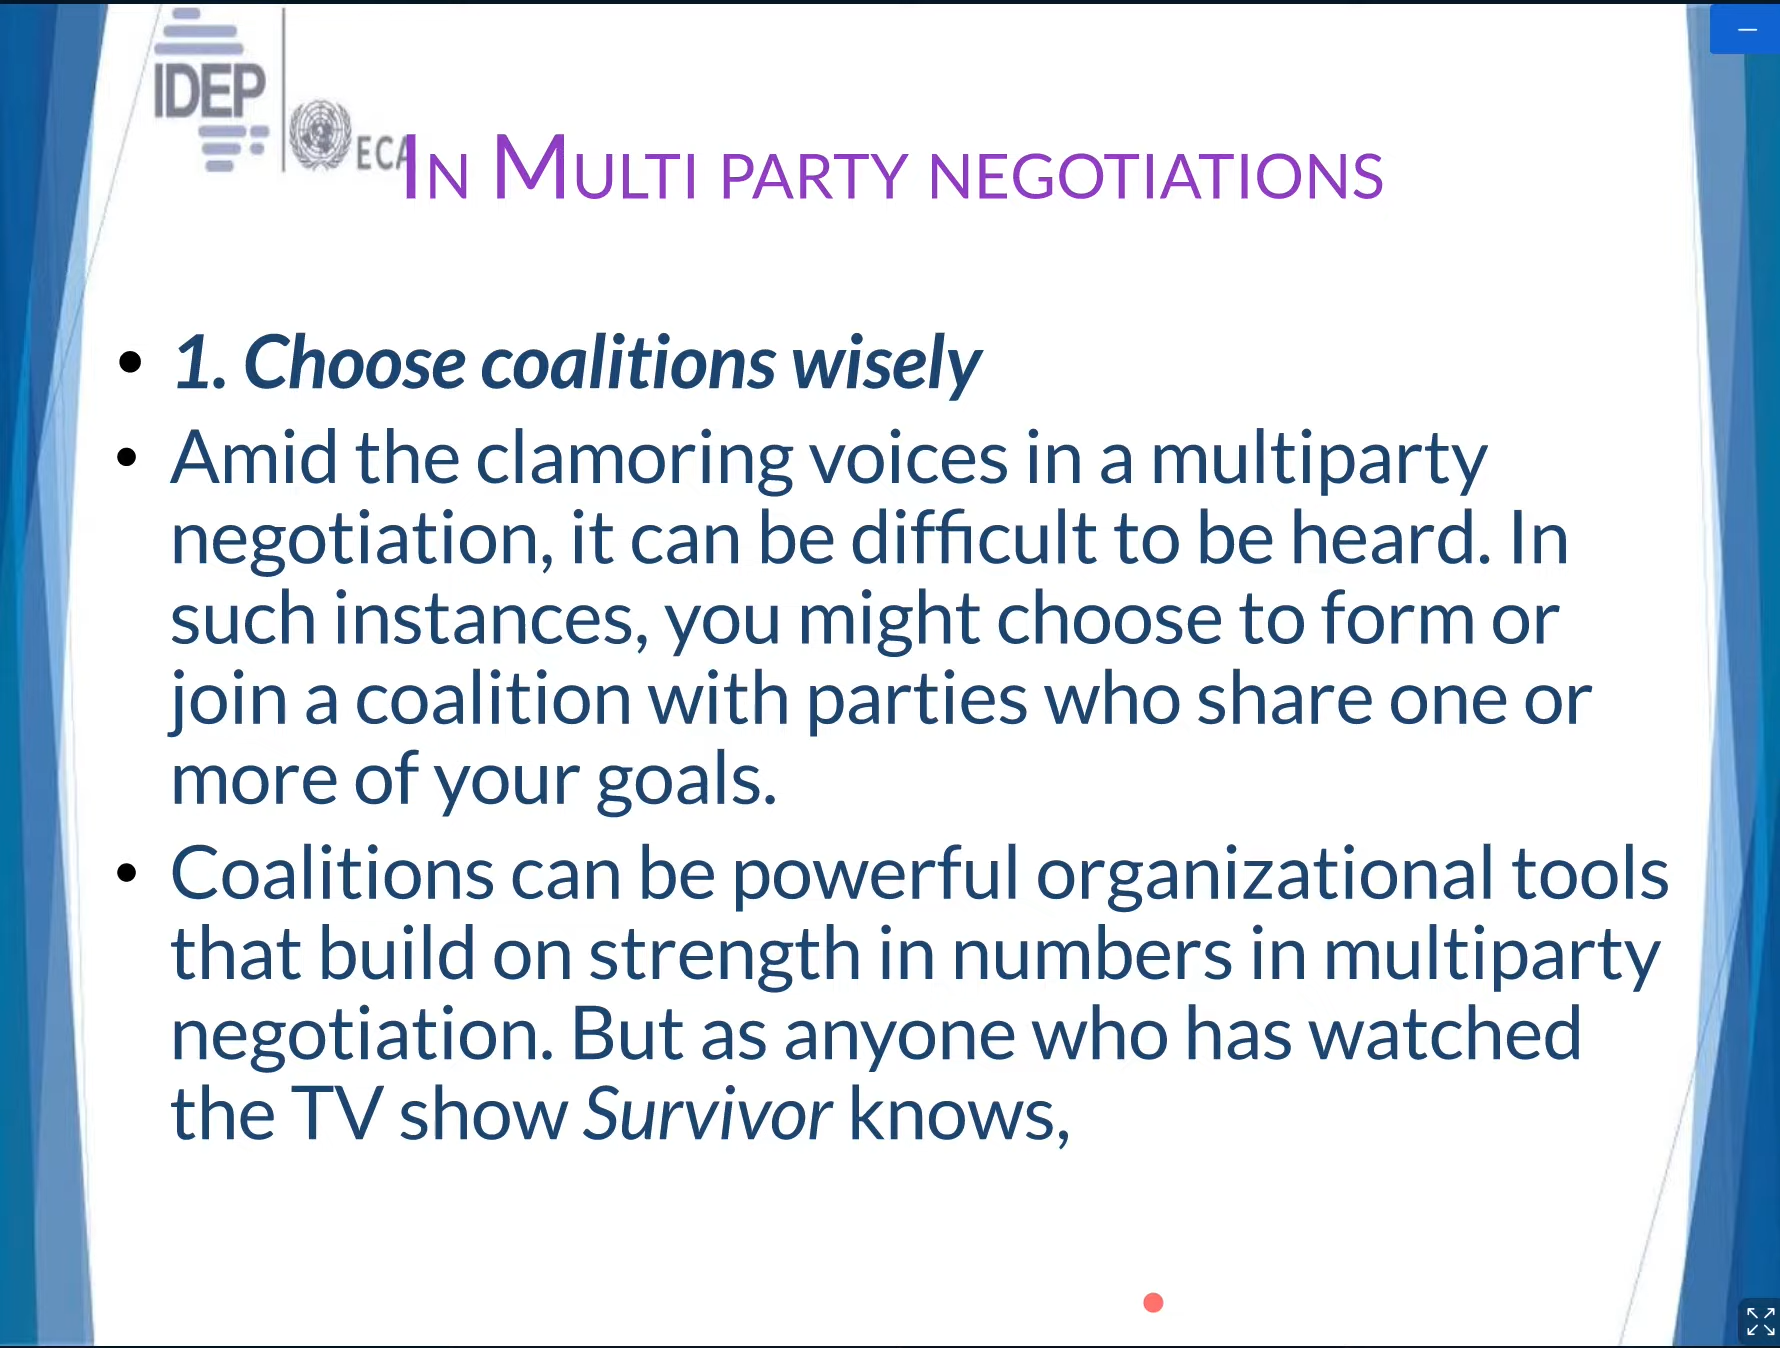 IDEP
ECA
In Multi party negotiations
• 1. Choose coalitions wisely
• Amid the clamoring voices in a multiparty
negotiation, it can be difficult to be heard. In
such instances, you might choose to form or
join a coalition with parties who share one or
more of your goals.
• Coalitions can be powerful organizational tools
that build on strength in numbers in multiparty
negotiation. But as anyone who has watched
the TV show Survivor knows,